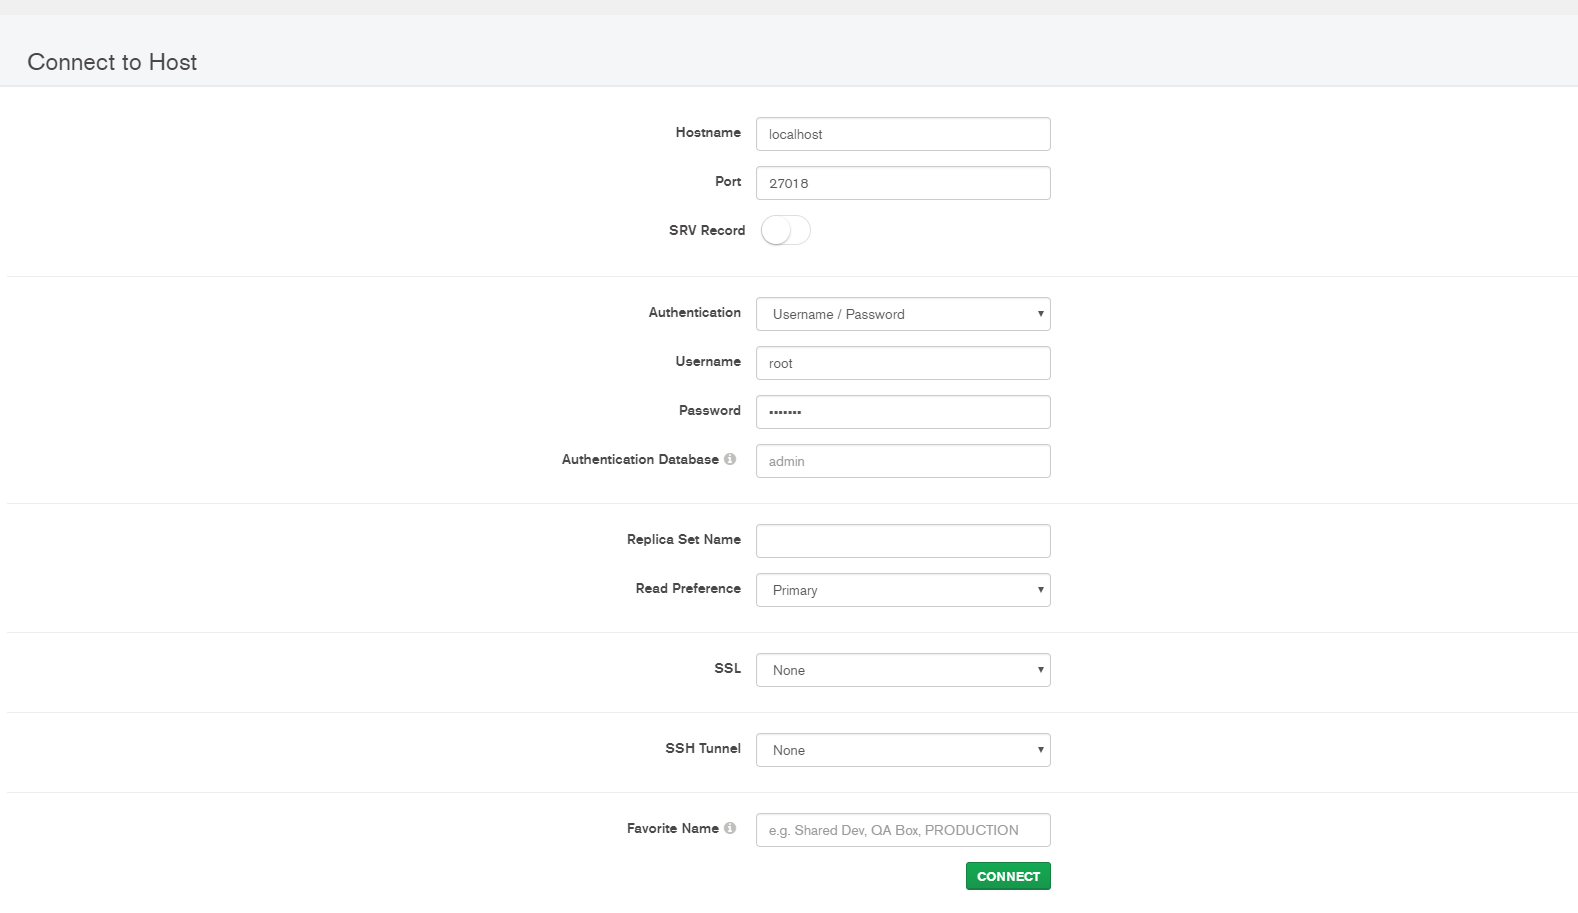 Connect to Host
Hostname localhost
Port 27018
SRV Record
Authentication Username / Password
Username root
Password •••••••
Authentication Database admin
Replica Set Name
Read Preference Primary
SSL None
SSH Tunnel None
Favorite Name e.g. Shared Dev, QA Box, PRODUCTION
CONNECT